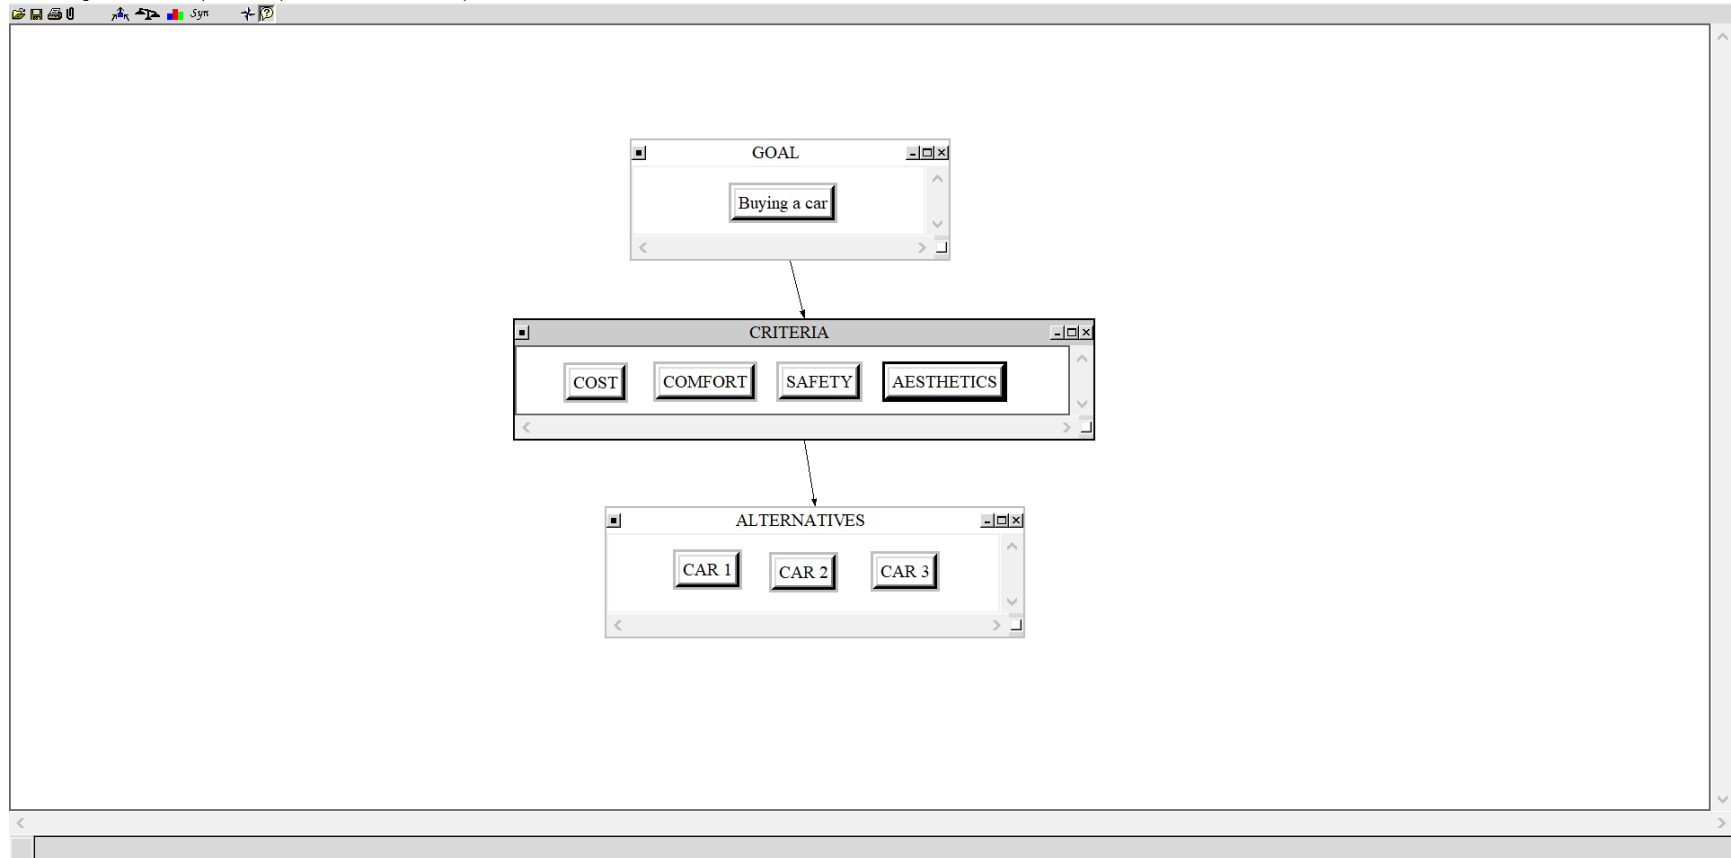 Syn
GOAL
Buying a car
CRITERIA
COST COMFORT SAFETY AESTHETICS
ALTERNATIVES
CAR 1 CAR 2 CAR 3